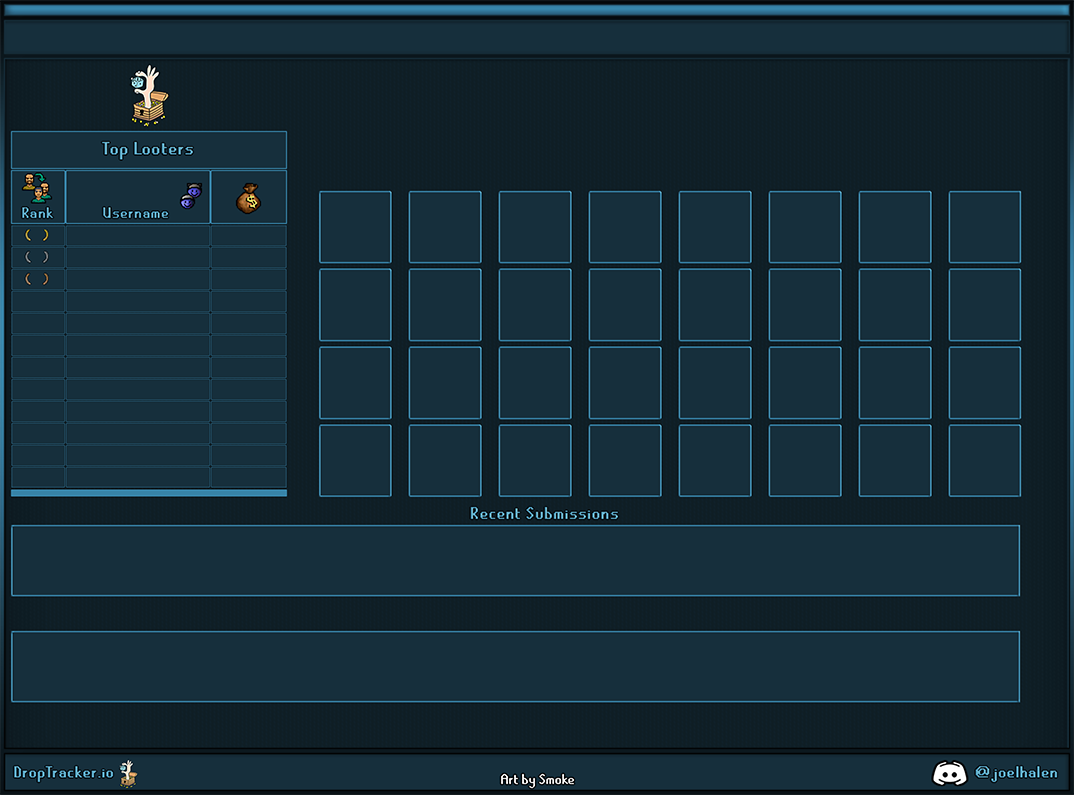 Top Looters
Rank
Username
( )
( )
( )
Recent Submissions
DropTracker.io
Art by Smoke
@joelhalen